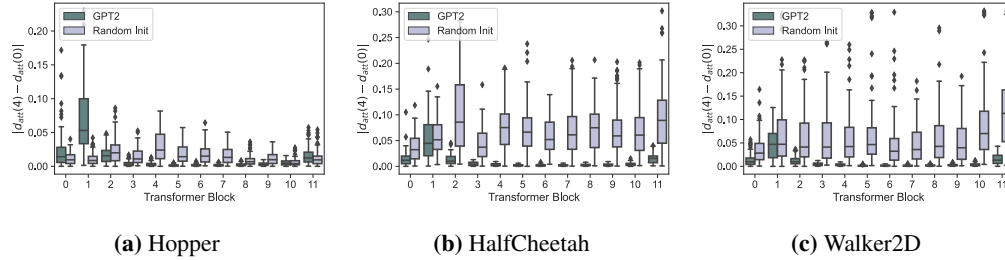 GPT2
Random Init
|d_att(4) − d_att(0)|
0.20
0.15
0.10
0.05
0.00
0 1 2 3 4 5 6 7 8 9 10 11
Transformer Block
(a) Hopper
GPT2
Random Init
|d_att(4) − d_att(0)|
0.30
0.25
0.20
0.15
0.10
0.05
0.00
0 1 2 3 4 5 6 7 8 9 10 11
Transformer Block
(b) HalfCheetah
GPT2
Random Init
|d_att(4) − d_att(0)|
0.30
0.25
0.20
0.15
0.10
0.05
0.00
0 1 2 3 4 5 6 7 8 9 10 11
Transformer Block
(c) Walker2D